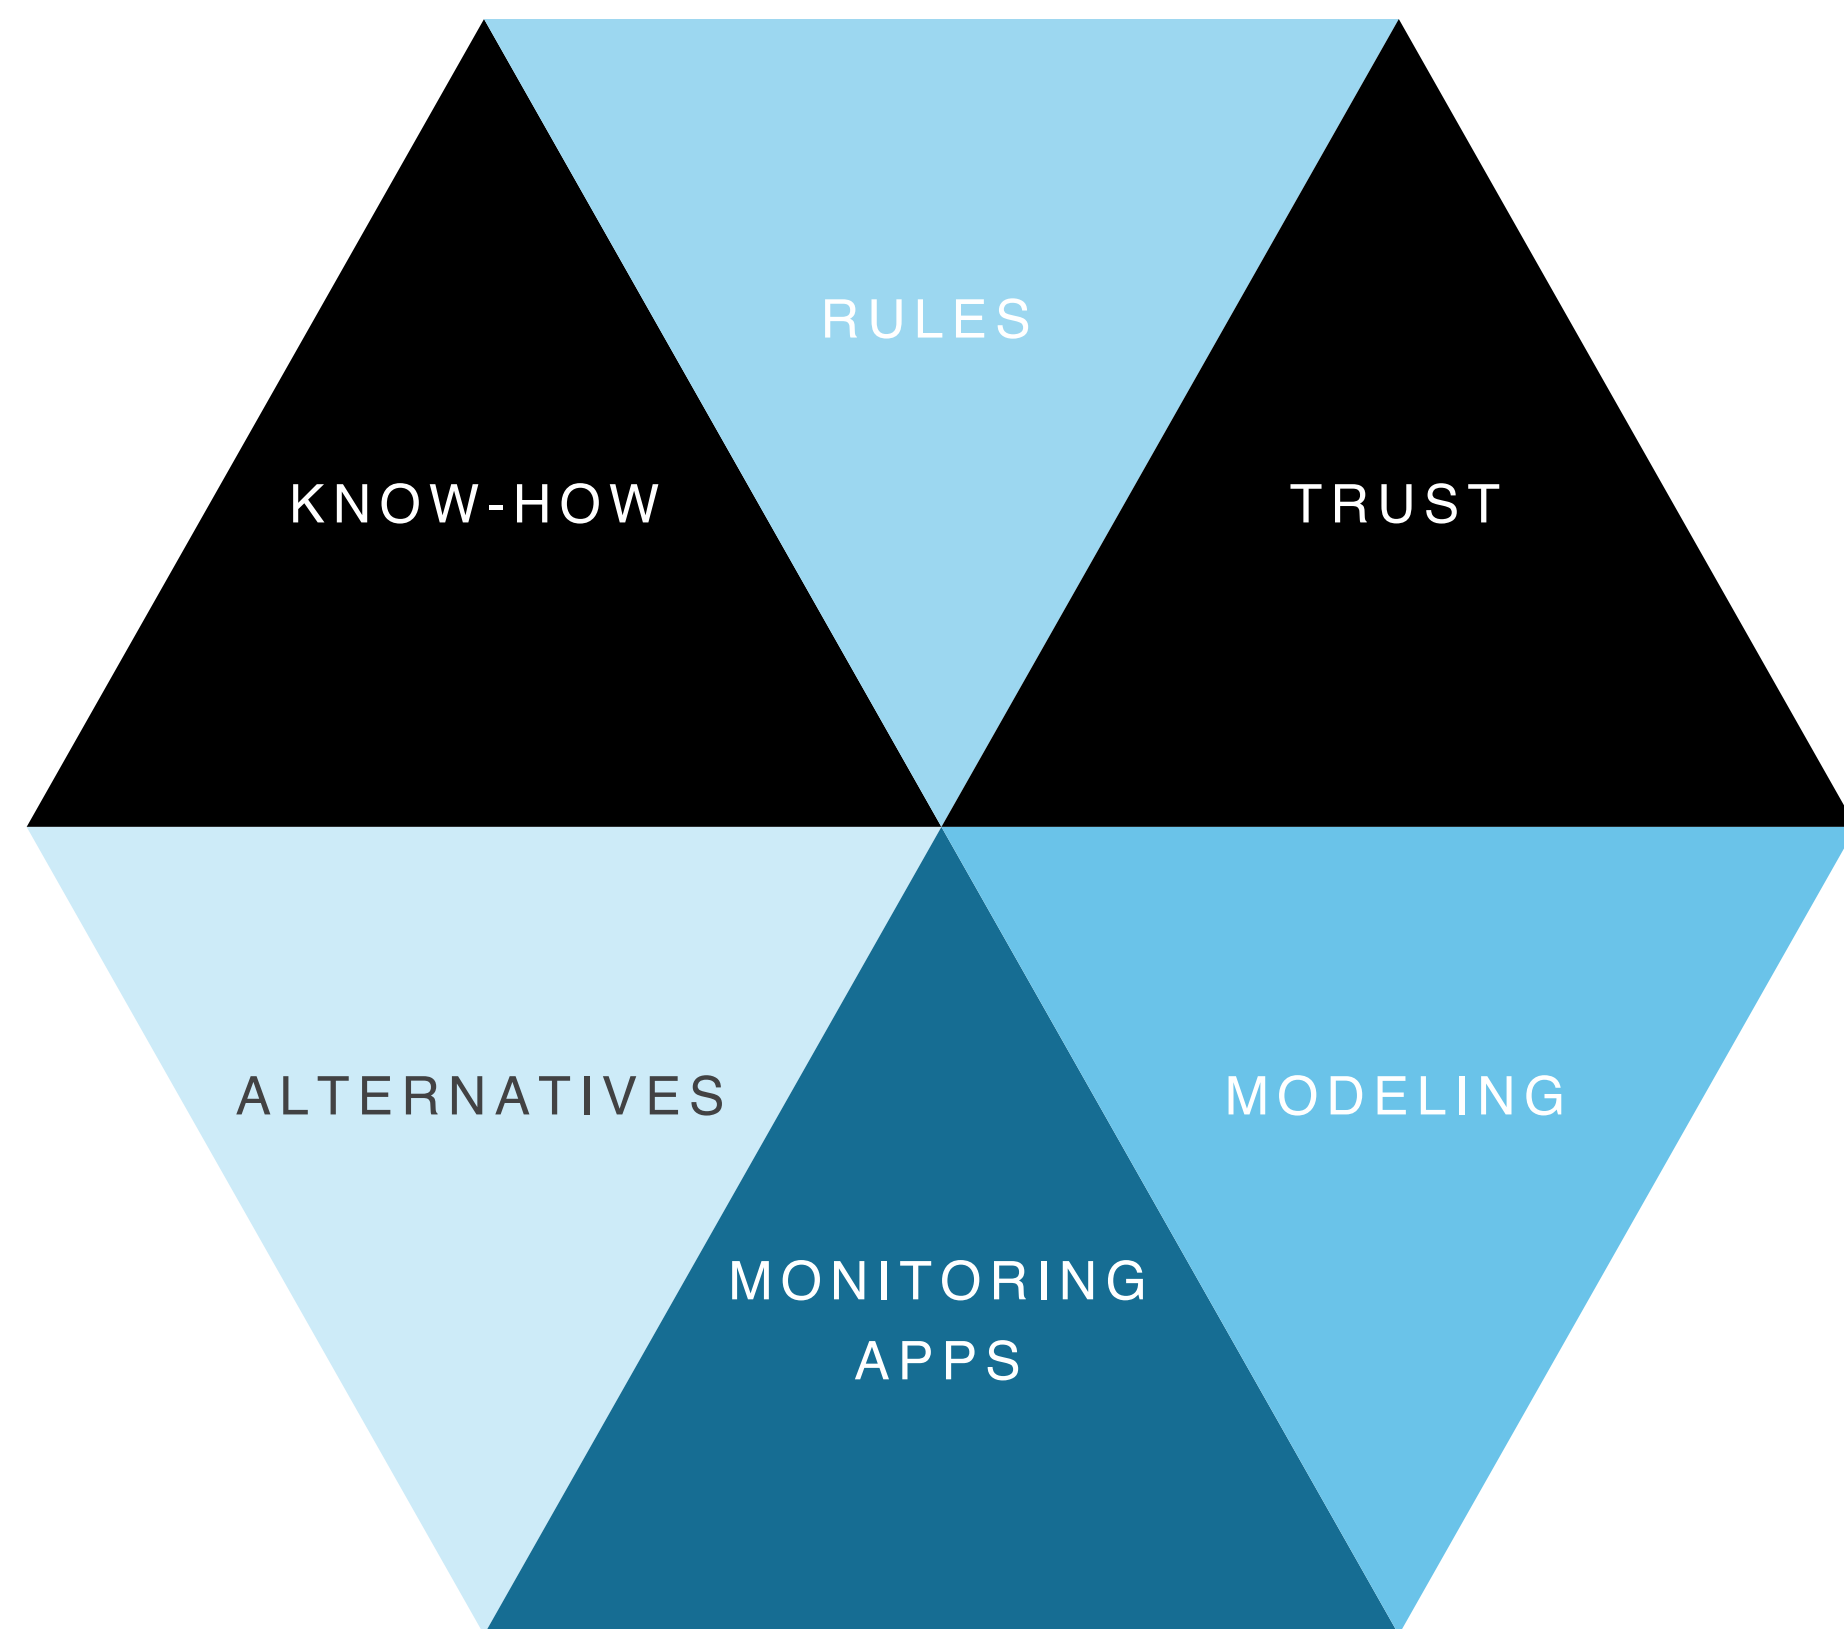 RULES
KNOW-HOW
TRUST
ALTERNATIVES
MODELING
MONITORING
APPS